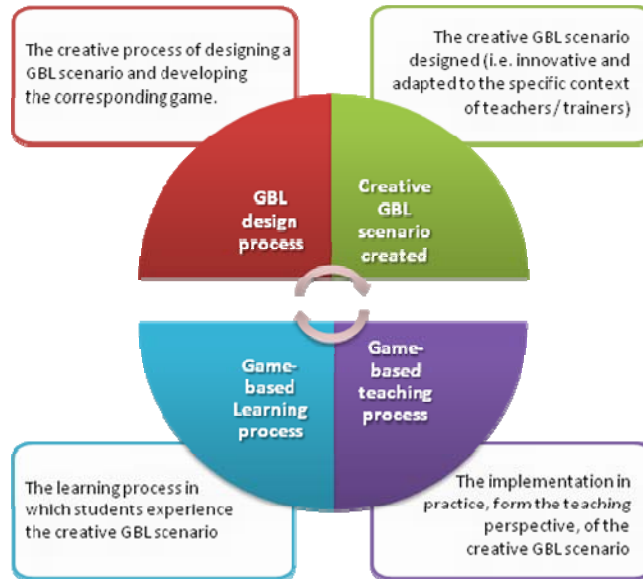 The creative process of designing a
GBL scenario and developing
the corresponding game.
The creative GBL scenario
designed (i.e. innovative and
adapted to the specific context
of teachers/ trainers)
GBL
design
process
Creative
GBL
scenario
created
Game-
based
Learning
process
Game-
based
teaching
process
The learning process in
which students experience
the creative GBL scenario
The implementation in
practice, form the teaching
perspective, of the
creative GBL scenario